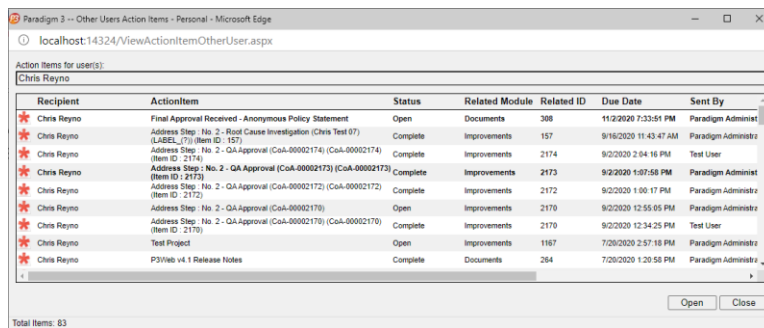 Paradigm 3 -- Other Users Action Items - Personal - Microsoft Edge
localhost:14324/ViewActionItemOtherUser.aspx
Action Items for user(s):
Chris Reyno
Recipient ActionItem Status Related Module Related ID Due Date Sent By
Chris Reyno Final Approval Received - Anonymous Policy Statement Open Documents 308 11/2/2020 7:33:51 PM Paradigm Administ
Chris Reyno Address Step : No. 2 - Root Cause Investigation (Chris Test 07) Complete Improvements 157 9/16/2020 11:43:47 AM Paradigm Administra
(LABEL_(?)) (Item ID : 157)
Chris Reyno Address Step : No. 2 - QA Approval (CoA-00002174) (CoA-00002174) Complete Improvements 2174 9/2/2020 2:04:16 PM Test User
(Item ID : 2174)
Chris Reyno Address Step : No. 2 - QA Approval (CoA-00002173) (CoA-00002173) Complete Improvements 2173 9/2/2020 1:07:58 PM Paradigm Administ
(Item ID : 2173)
Chris Reyno Address Step : No. 2 - QA Approval (CoA-00002172) (CoA-00002172) Complete Improvements 2172 9/2/2020 1:00:17 PM Paradigm Administra
(Item ID : 2172)
Chris Reyno Address Step : No. 2 - QA Approval (CoA-00002170) Open Improvements 2170 9/2/2020 12:55:05 PM Paradigm Administra
Chris Reyno Address Step : No. 2 - QA Approval (CoA-00002170) (CoA-00002170) Complete Improvements 2170 9/2/2020 12:34:25 PM Test User
(Item ID : 2170)
Chris Reyno Test Project Open Improvements 1167 7/20/2020 2:57:18 PM Paradigm Administra
Chris Reyno P3Web v4.1 Release Notes Complete Documents 264 7/20/2020 1:20:58 PM Paradigm Administra
Open Close
Total Items: 83